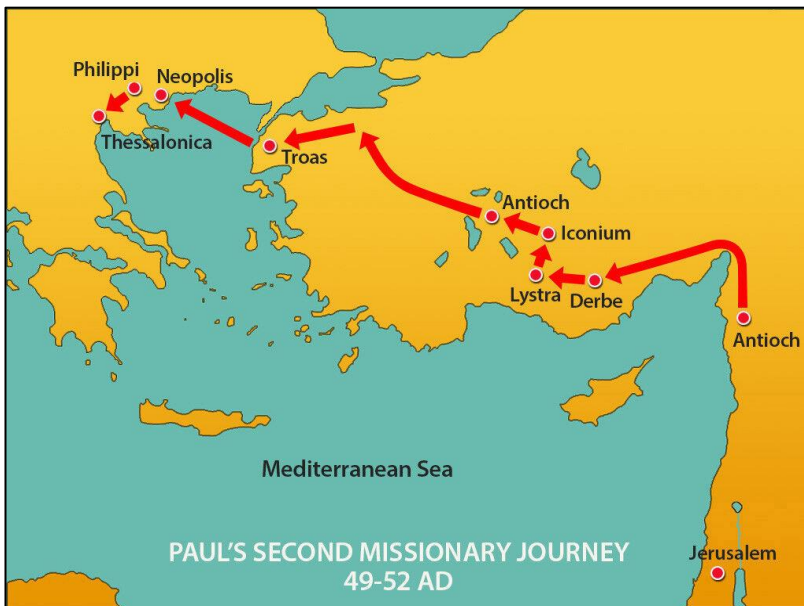 Philippi
Neopolis
Thessalonica
Troas
Antioch
Iconium
Lystra
Derbe
Antioch
Mediterranean Sea
PAUL'S SECOND MISSIONARY JOURNEY
49-52 AD
Jerusalem